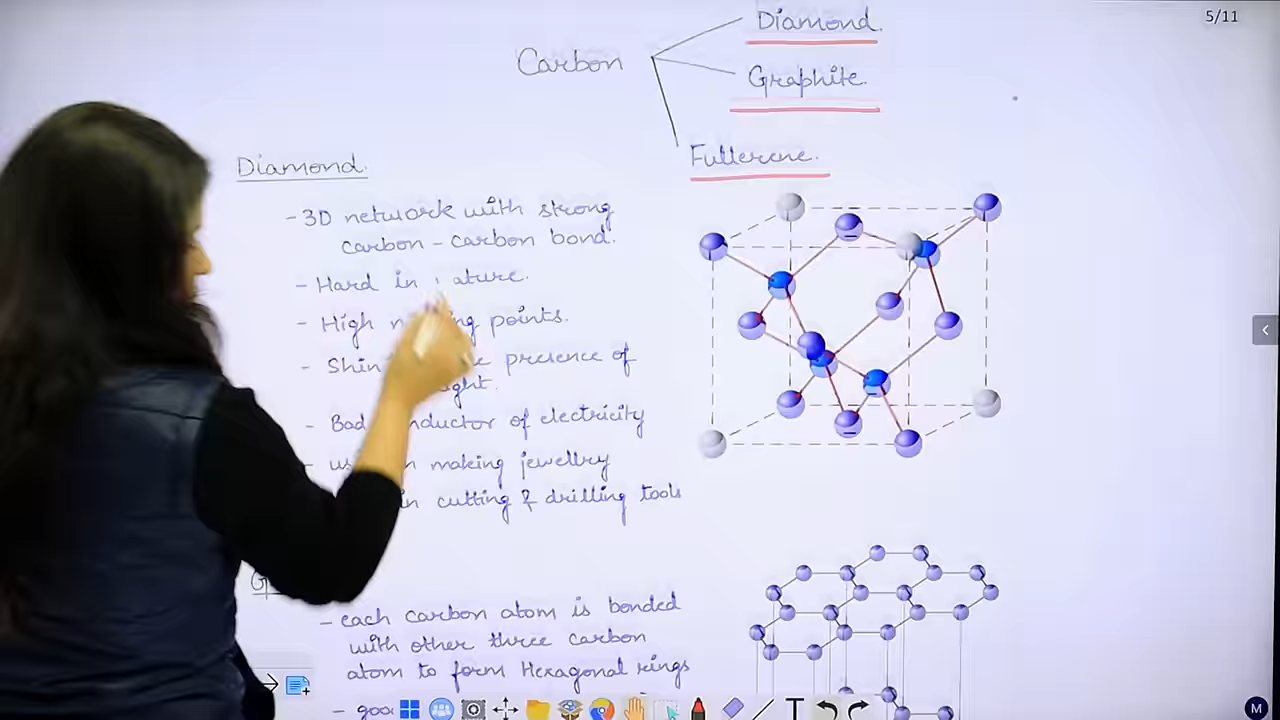 5/11
Carbon
Diamond.
Graphite.
Fullerene.
Diamond.
- 3D network with strong
carbon - carbon bond.
- Hard in ature.
- High points.
- presence of
- Bad of electricity
making jewellry
in cutting & drilling tools
- each carbon atom is bonded
with other three carbon
atom to form Hexagonal rings
T
M